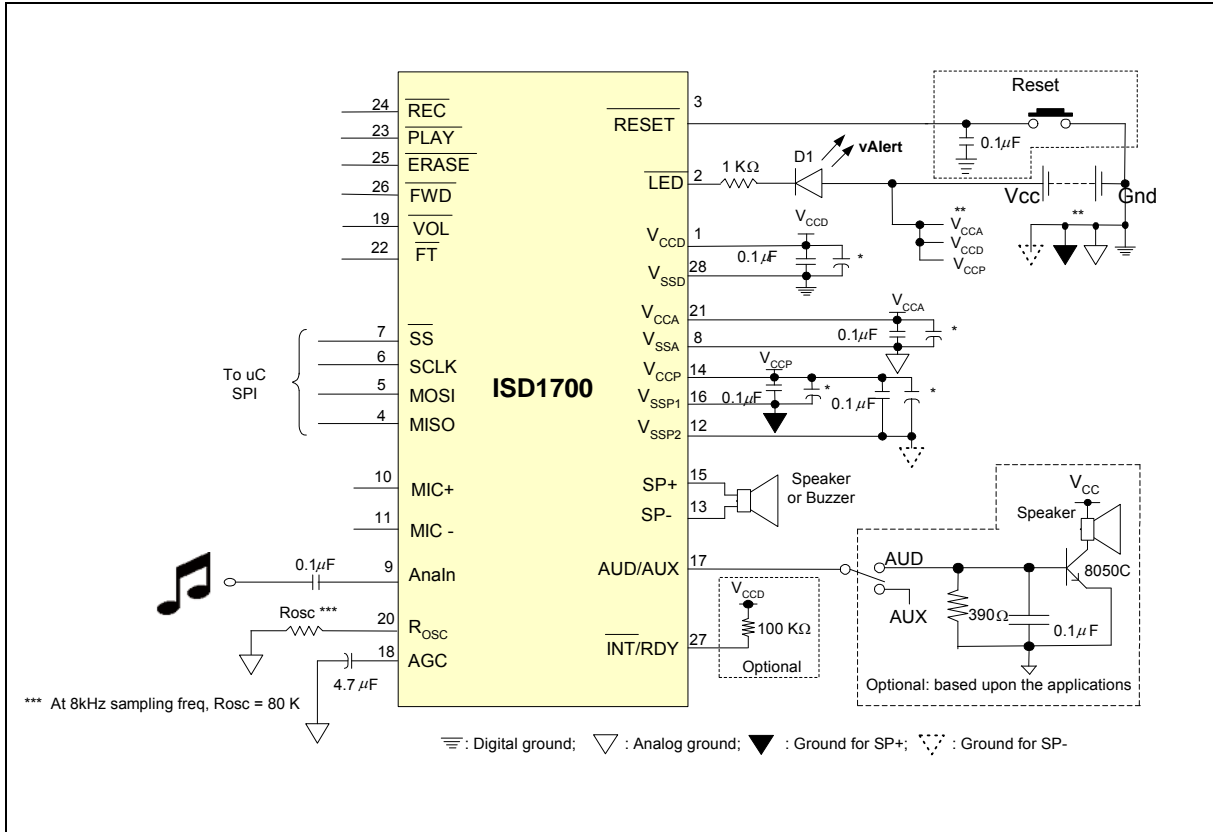 24
REC
23
PLAY
25
ERASE
26
FWD
19
VOL
22
FT
7
SS
6
SCLK
5
MOSI
4
MISO
To uC
SPI
10
MIC+
11
MIC -
0.1µF
9
AnaIn
Rosc ***
20
ROSC
18
AGC
4.7 µF
*** At 8kHz sampling freq, Rosc = 80 K
ISD1700
3
RESET
Reset
0.1µF
D1
vAlert
1 KΩ
2
LED
Vcc
Gnd
**
VCCA
VCCD
VCCP
**
VCCD
1
VCCD
0.1µF
*
28
VSSD
VCCA
21
VCCA
0.1µF
*
8
VSSA
VCCP
14
VCCP
0.1µF
*
0.1µF
*
16
VSSP1
12
VSSP2
15
SP+
13
SP-
Speaker
or Buzzer
17
AUD/AUX
VCCD
100 KΩ
27
INT/RDY
Optional
AUD
AUX
VCC
Speaker
8050C
390Ω
0.1µF
Optional: based upon the applications
: Digital ground; : Analog ground; : Ground for SP+; : Ground for SP-